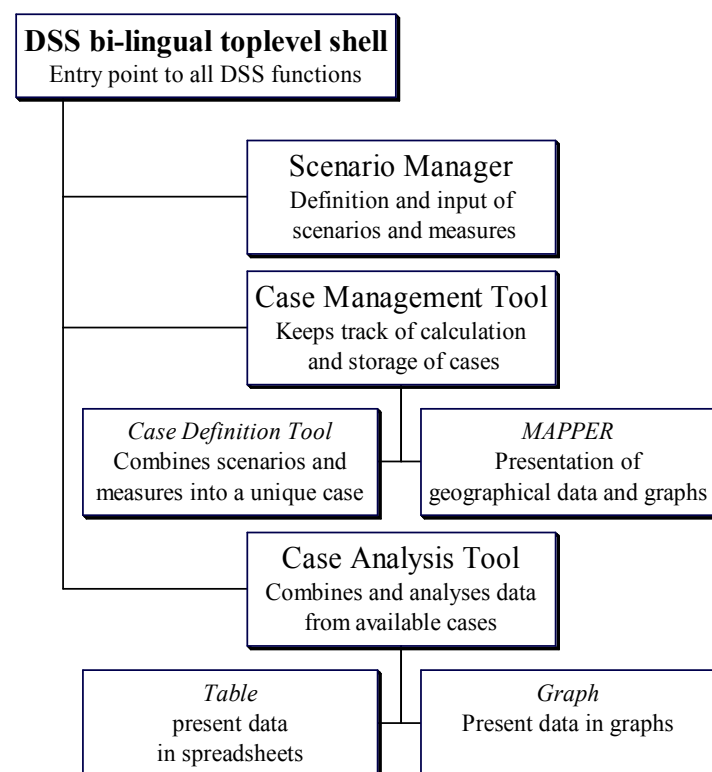 DSS bi-lingual toplevel shell
Entry point to all DSS functions
Scenario Manager
Definition and input of
scenarios and measures
Case Management Tool
Keeps track of calculation
and storage of cases
Case Definition Tool
Combines scenarios and
measures into a unique case
MAPPER
Presentation of
geographical data and graphs
Case Analysis Tool
Combines and analyses data
from available cases
Table
present data
in spreadsheets
Graph
Present data in graphs